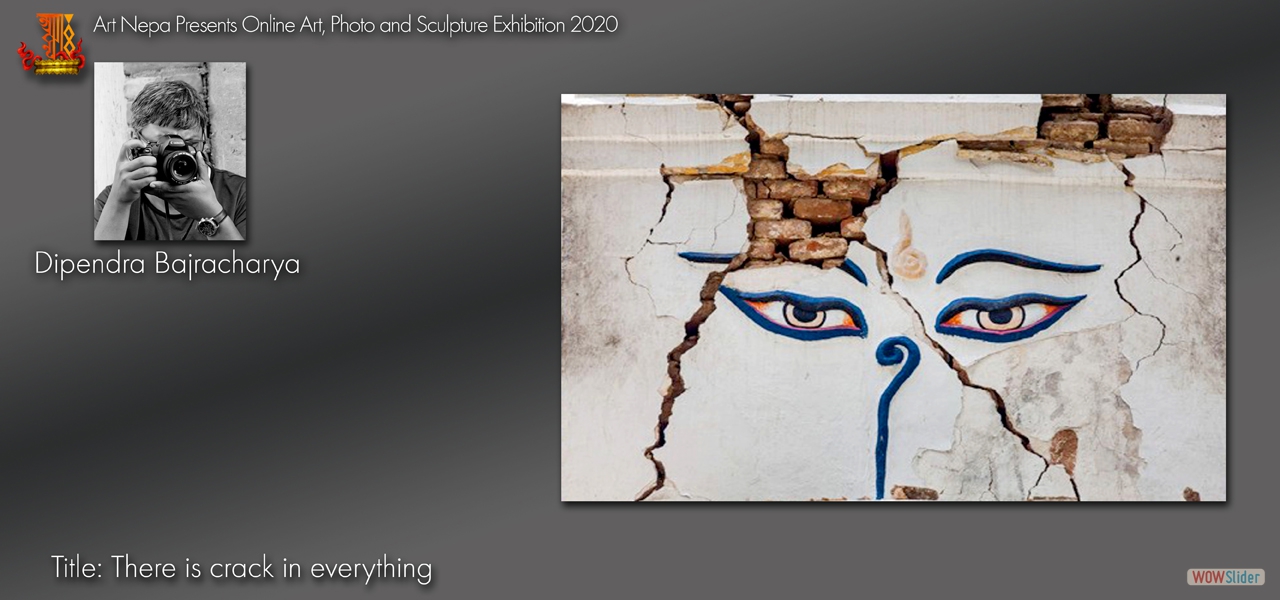 Art Nepa Presents Online Art, Photo and Sculpture Exhibition 2020
Dipendra Bajracharya
Title: There is crack in everything
WOWSlider